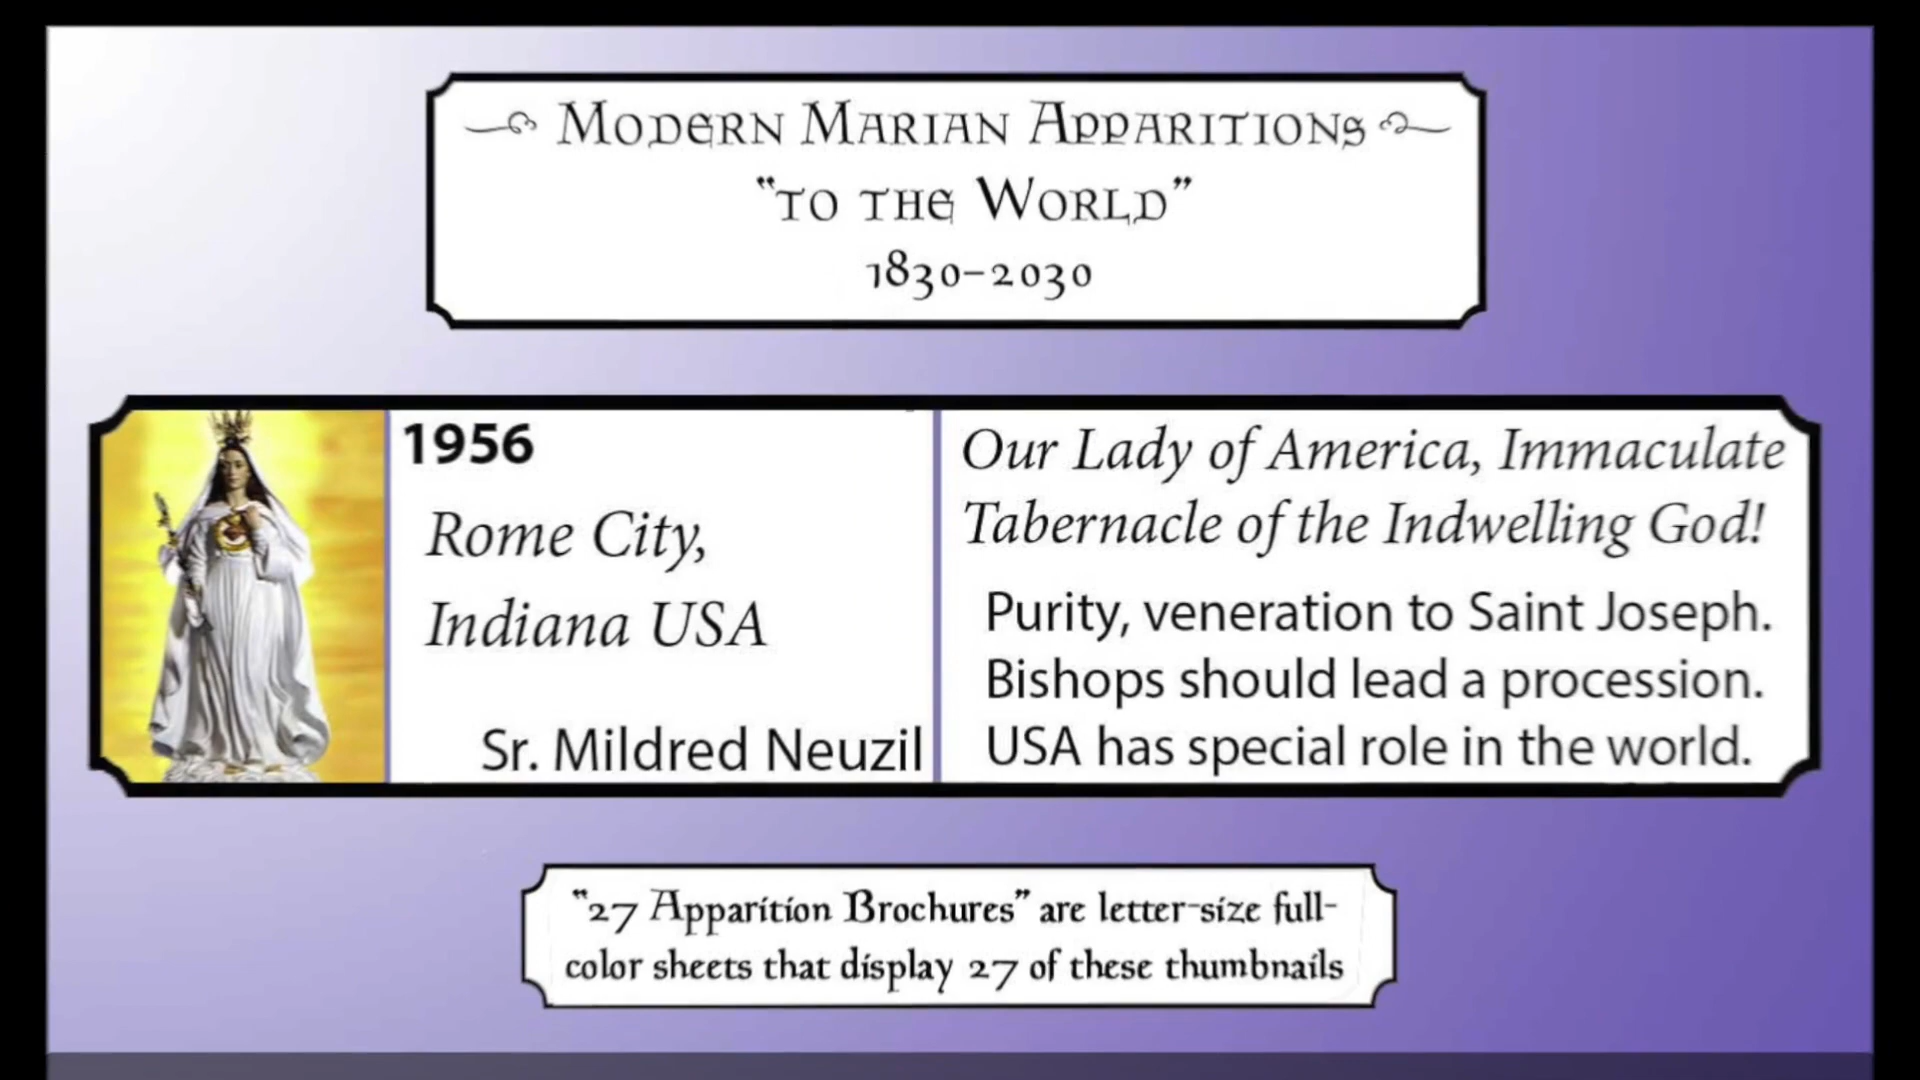 Modern Marian Apparitions
"to the World"
1830–2030
1956
Rome City,
Indiana USA
Sr. Mildred Neuzil
Our Lady of America, Immaculate
Tabernacle of the Indwelling God!
Purity, veneration to Saint Joseph.
Bishops should lead a procession.
USA has special role in the world.
"27 Apparition Brochures" are letter-size full-
color sheets that display 27 of these thumbnails